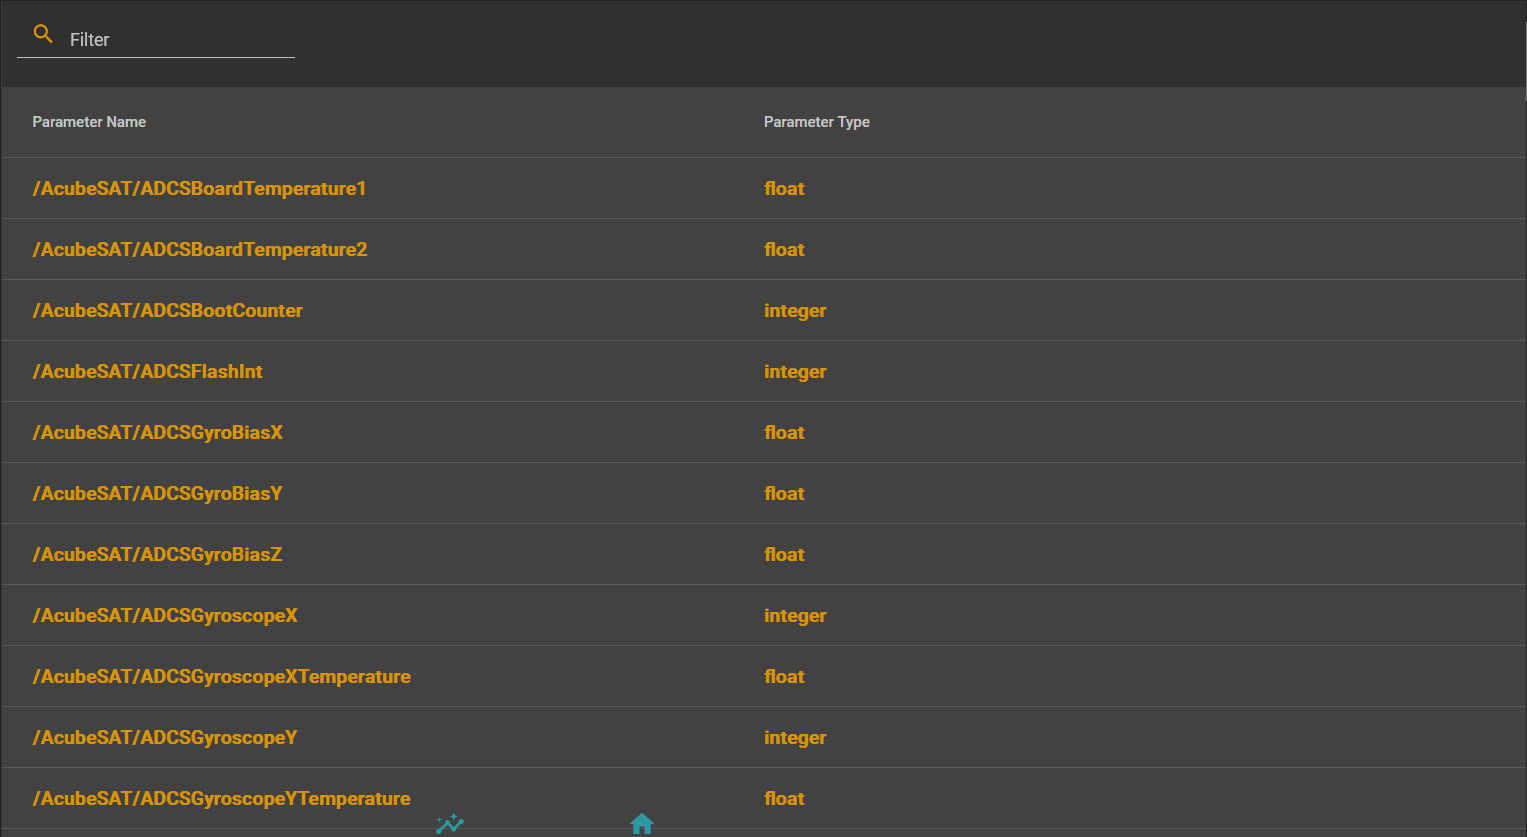 Filter
Parameter Name Parameter Type
/AcubeSAT/ADCSBoardTemperature1 float
/AcubeSAT/ADCSBoardTemperature2 float
/AcubeSAT/ADCSBootCounter integer
/AcubeSAT/ADCSFlashInt integer
/AcubeSAT/ADCSGyroBiasX float
/AcubeSAT/ADCSGyroBiasY float
/AcubeSAT/ADCSGyroBiasZ float
/AcubeSAT/ADCSGyroscopeX integer
/AcubeSAT/ADCSGyroscopeXTemperature float
/AcubeSAT/ADCSGyroscopeY integer
/AcubeSAT/ADCSGyroscopeYTemperature float